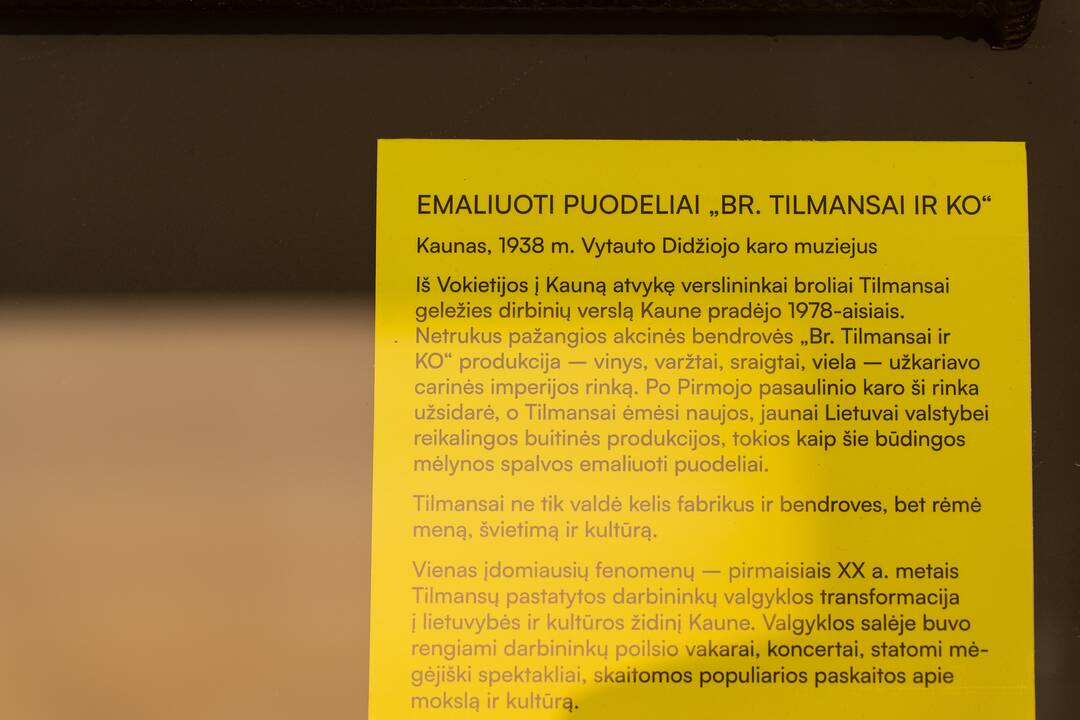 EMALIUOTI PUODELIAI „BR. TILMANSAI IR KO“
Kaunas, 1938 m. Vytauto Didžiojo karo muziejus
Iš Vokietijos į Kauną atvykę verslininkai broliai Tilmansai
geležies dirbinių verslą Kaune pradėjo 1978-aisiais.
Netrukus pažangios akcinės bendrovės „Br. Tilmansai ir
KO“ produkcija — vinys, varžtai, sraigtai, viela — užkariavo
carinės imperijos rinką. Po Pirmojo pasaulinio karo ši rinka
užsidarė, o Tilmansai ėmėsi naujos, jaunai Lietuvai valstybei
reikalingos buitinės produkcijos, tokios kaip šie būdingos
mėlynos spalvos emaliuoti puodeliai.
Tilmansai ne tik valdė kelis fabrikus ir bendroves, bet rėmė
meną, švietimą ir kultūrą.
Vienas įdomiausių fenomenų — pirmaisiais XX a. metais
Tilmansų pastatytos darbininkų valgyklos transformacija
į lietuvybės ir kultūros židinį Kaune. Valgyklos salėje buvo
rengiami darbininkų poilsio vakarai, koncertai, statomi mė-
gėjiški spektakliai, skaitomos populiarios paskaitos apie
mokslą ir kultūrą.